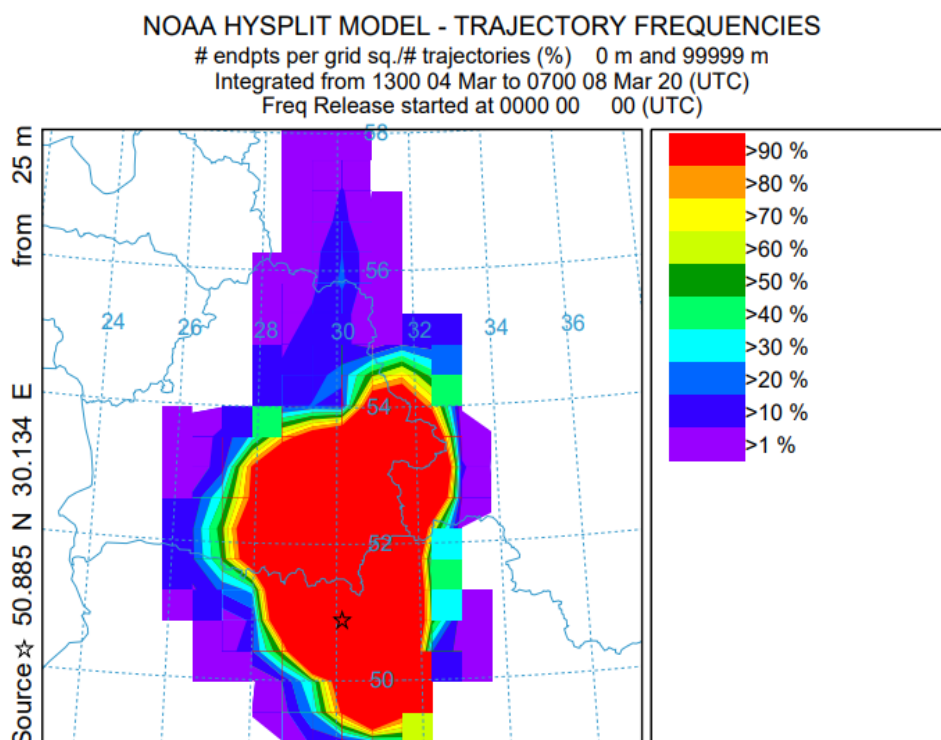 NOAA HYSPLIT MODEL - TRAJECTORY FREQUENCIES
# endpts per grid sq./# trajectories (%) 0 m and 99999 m
Integrated from 1300 04 Mar to 0700 08 Mar 20 (UTC)
Freq Release started at 0000 00 00 (UTC)
Source ☆ 50.885 N 30.134 E from 25 m
58
56
24 26 28 30 32 34 36
54
52
50
>90 %
>80 %
>70 %
>60 %
>50 %
>40 %
>30 %
>20 %
>10 %
>1 %